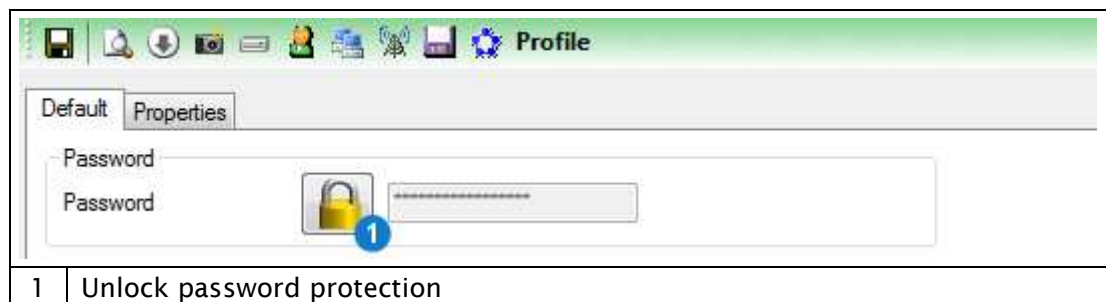 Profile
Default Properties
Password
Password *****************
1
1 Unlock password protection